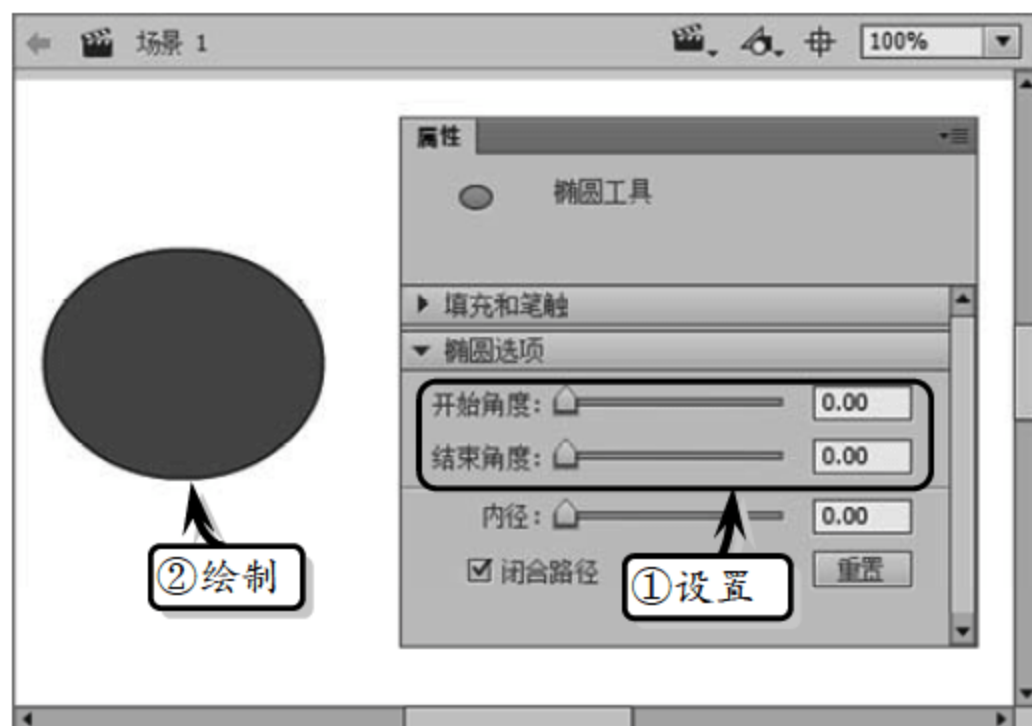 场景 1
100%
属性
椭圆工具
填充和笔触
椭圆选项
开始角度: 0.00
结束角度: 0.00
内径: 0.00
闭合路径
重置
①设置
②绘制